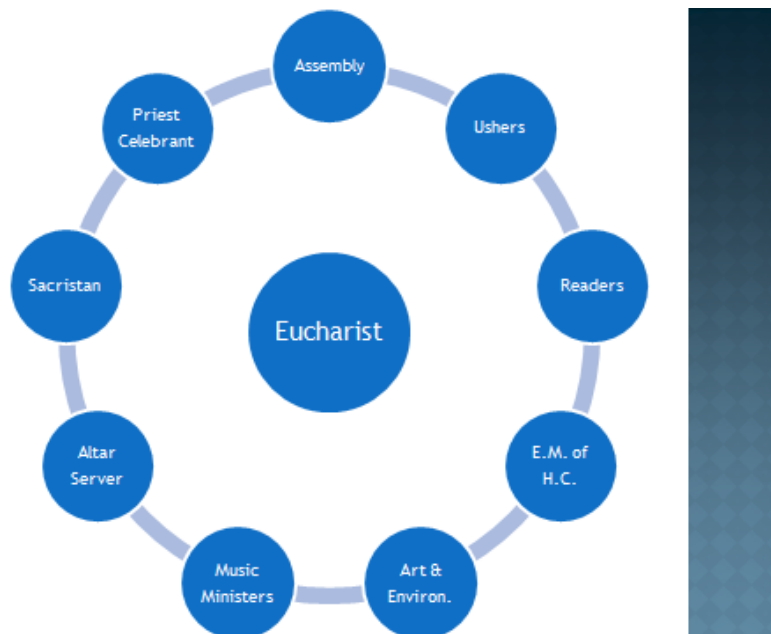 Assembly
Ushers
Readers
E.M. of
H.C.
Art &
Environ.
Music
Ministers
Altar
Server
Sacristan
Priest
Celebrant
Eucharist